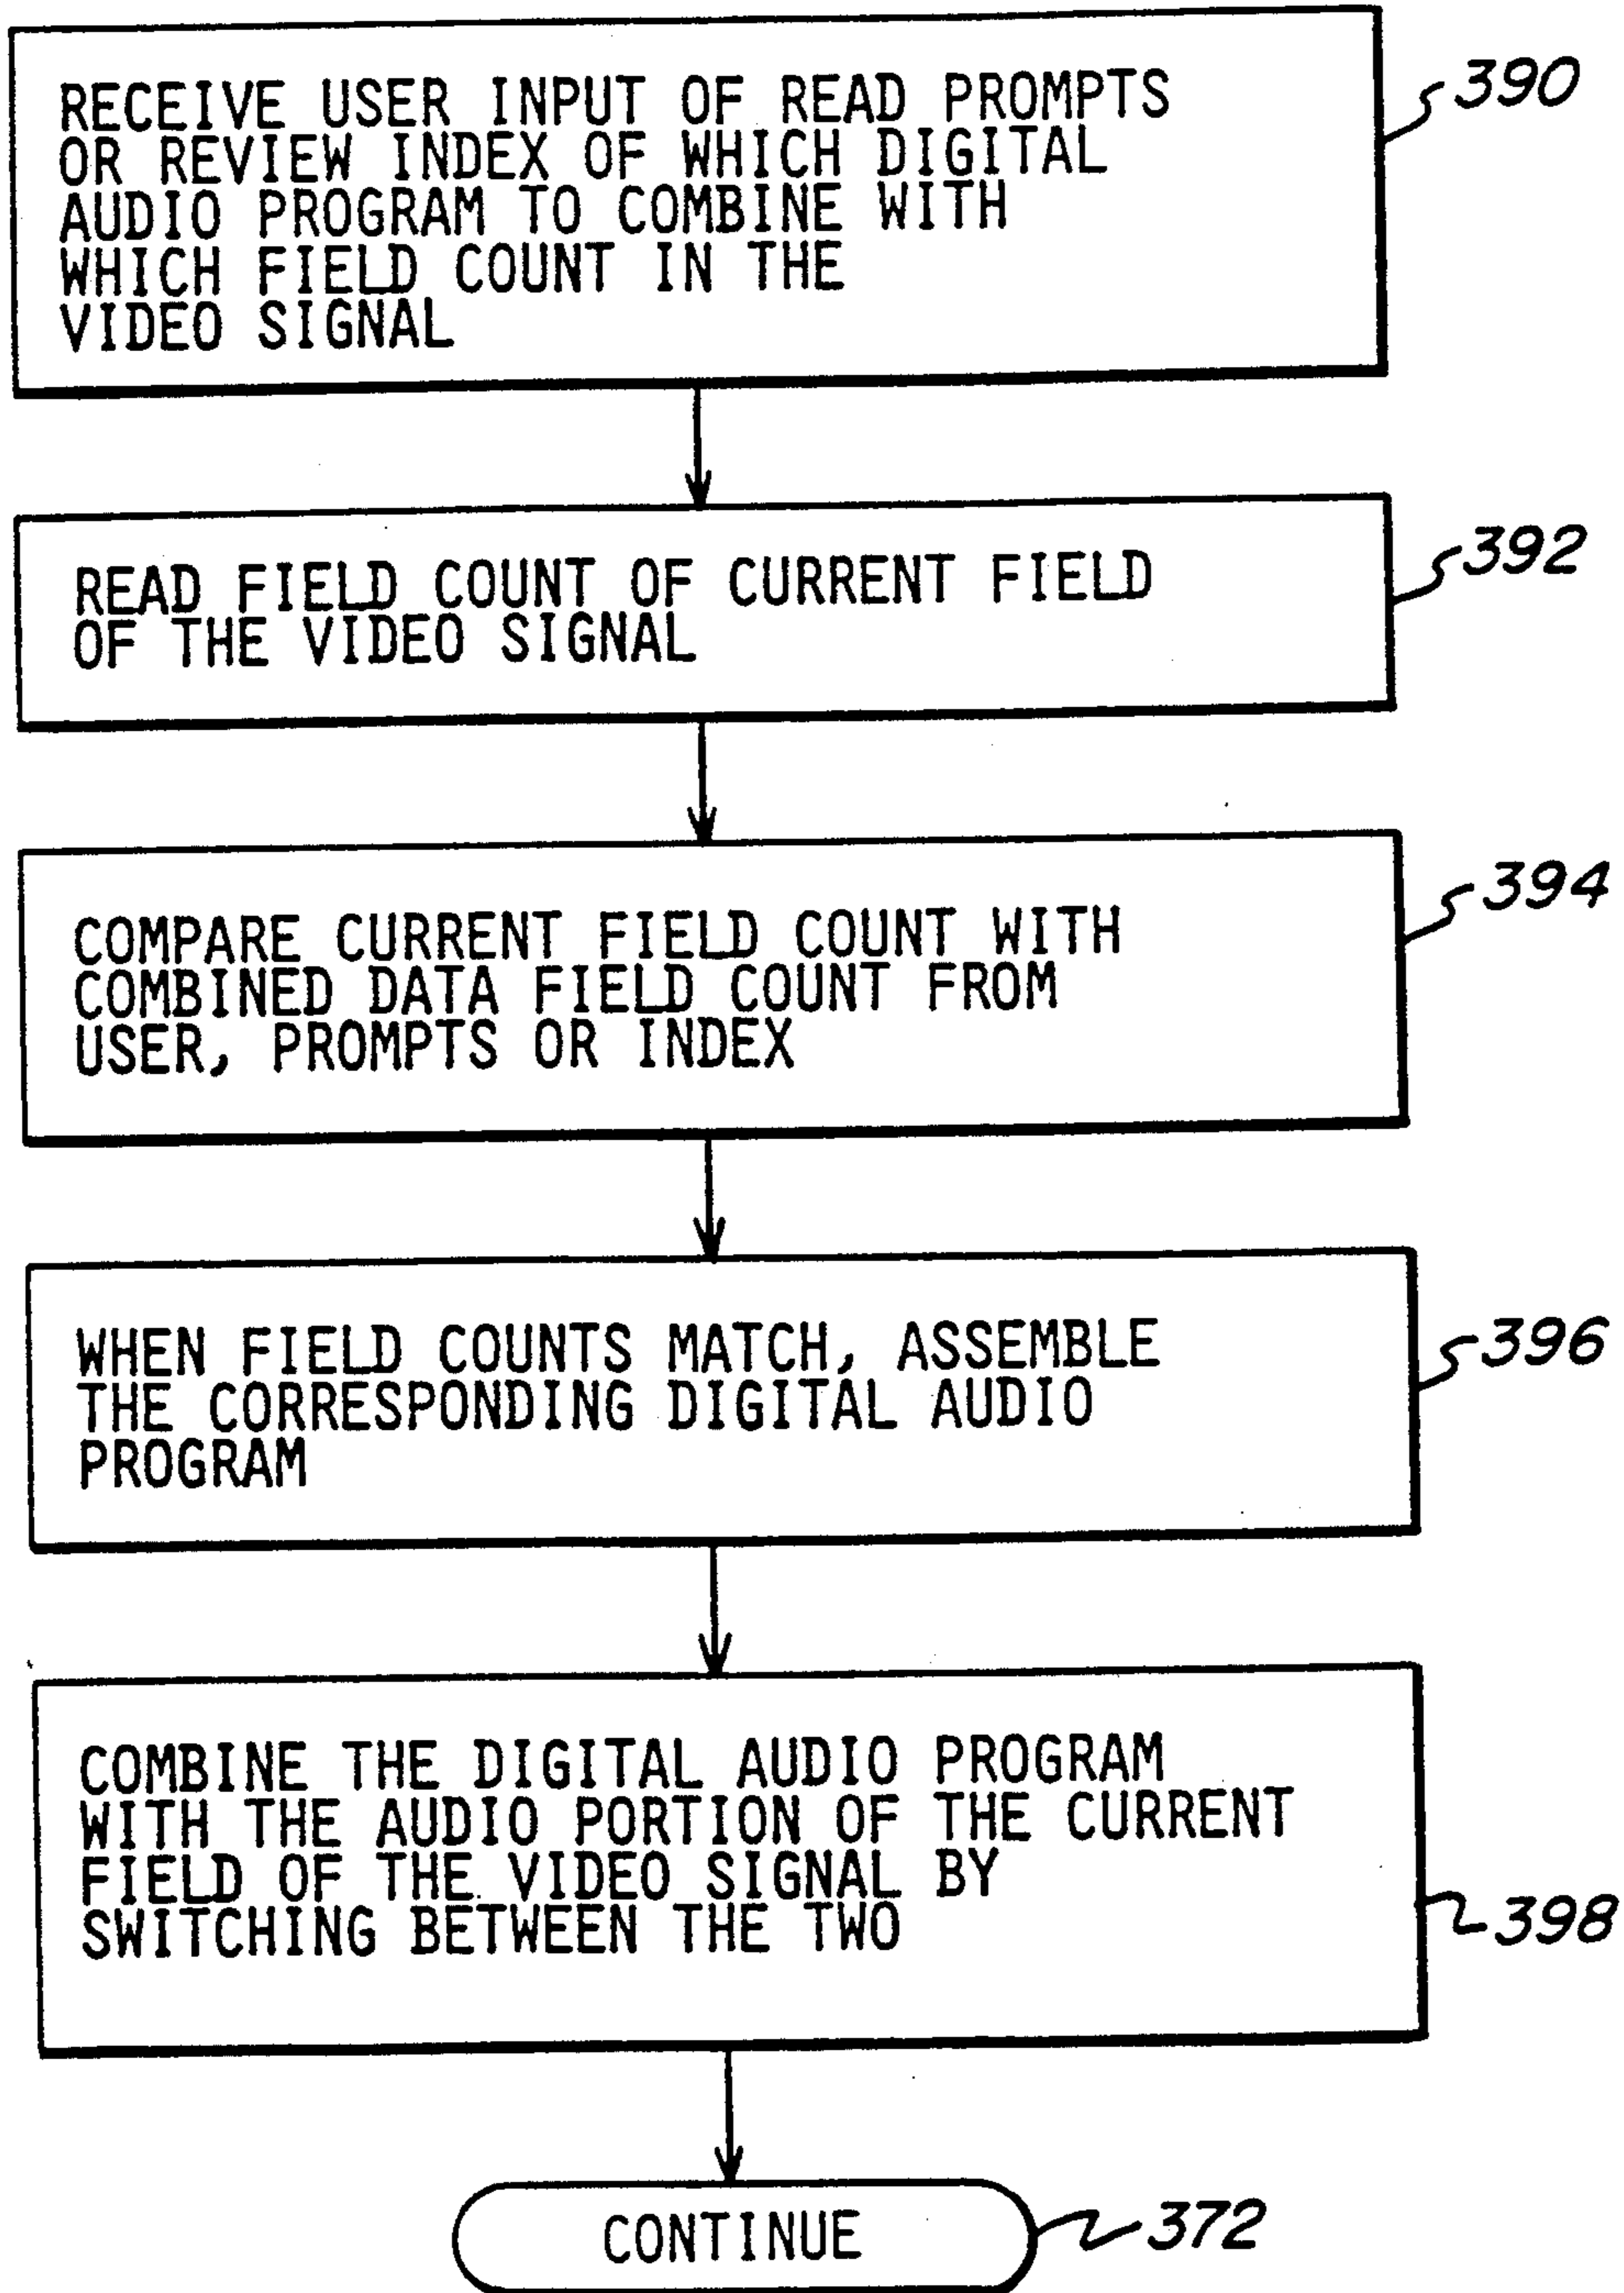 RECEIVE USER INPUT OF READ PROMPTS
OR REVIEW INDEX OF WHICH DIGITAL
AUDIO PROGRAM TO COMBINE WITH
WHICH FIELD COUNT IN THE
VIDEO SIGNAL
390
READ FIELD COUNT OF CURRENT FIELD
OF THE VIDEO SIGNAL
392
COMPARE CURRENT FIELD COUNT WITH
COMBINED DATA FIELD COUNT FROM
USER, PROMPTS OR INDEX
394
WHEN FIELD COUNTS MATCH, ASSEMBLE
THE CORRESPONDING DIGITAL AUDIO
PROGRAM
396
COMBINE THE DIGITAL AUDIO PROGRAM
WITH THE AUDIO PORTION OF THE CURRENT
FIELD OF THE VIDEO SIGNAL BY
SWITCHING BETWEEN THE TWO
398
CONTINUE
372